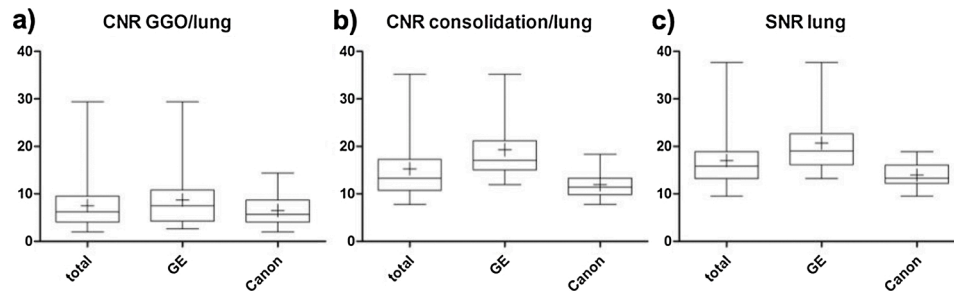 a) CNR GGO/lung
40
30
20
10
0
total
GE
Canon
b) CNR consolidation/lung
40
30
20
10
0
total
GE
Canon
c) SNR lung
40
30
20
10
0
total
GE
Canon